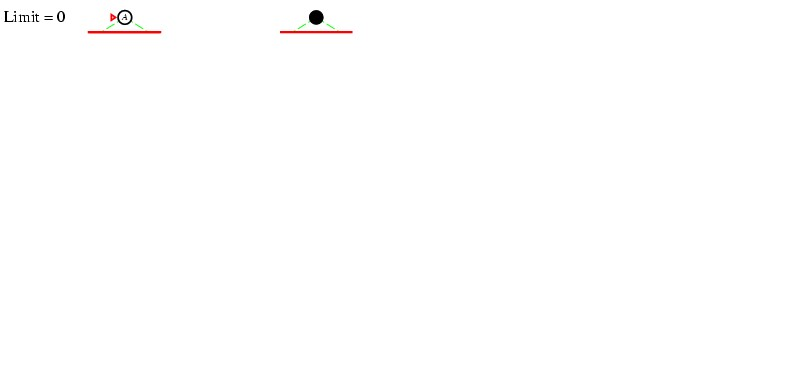 Limit = 0 A